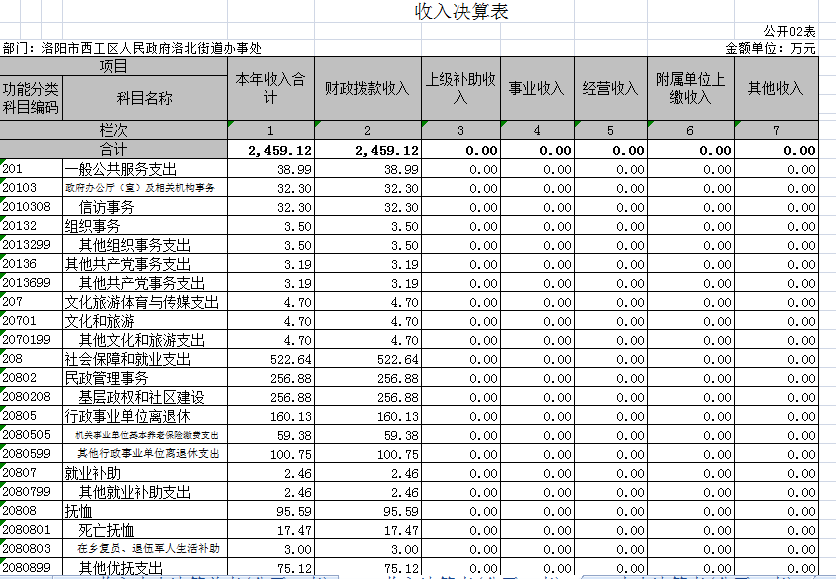 收入决算表
公开02表
部门：洛阳市西工区人民政府洛北街道办事处 金额单位：万元
项目 本年收入合计 财政拨款收入 上级补助收入 事业收入 经营收入 附属单位上缴收入 其他收入
功能分类科目编码 科目名称
栏次 1 2 3 4 5 6 7
合计 2,459.12 2,459.12 0.00 0.00 0.00 0.00 0.00
201 一般公共服务支出 38.99 38.99 0.00 0.00 0.00 0.00 0.00
20103 政府办公厅（室）及相关机构事务 32.30 32.30 0.00 0.00 0.00 0.00 0.00
2010308 信访事务 32.30 32.30 0.00 0.00 0.00 0.00 0.00
20132 组织事务 3.50 3.50 0.00 0.00 0.00 0.00 0.00
2013299 其他组织事务支出 3.50 3.50 0.00 0.00 0.00 0.00 0.00
20136 其他共产党事务支出 3.19 3.19 0.00 0.00 0.00 0.00 0.00
2013699 其他共产党事务支出 3.19 3.19 0.00 0.00 0.00 0.00 0.00
207 文化旅游体育与传媒支出 4.70 4.70 0.00 0.00 0.00 0.00 0.00
20701 文化和旅游 4.70 4.70 0.00 0.00 0.00 0.00 0.00
2070199 其他文化和旅游支出 4.70 4.70 0.00 0.00 0.00 0.00 0.00
208 社会保障和就业支出 522.64 522.64 0.00 0.00 0.00 0.00 0.00
20802 民政管理事务 256.88 256.88 0.00 0.00 0.00 0.00 0.00
2080208 基层政权和社区建设 256.88 256.88 0.00 0.00 0.00 0.00 0.00
20805 行政事业单位离退休 160.13 160.13 0.00 0.00 0.00 0.00 0.00
2080505 机关事业单位基本养老保险缴费支出 59.38 59.38 0.00 0.00 0.00 0.00 0.00
2080599 其他行政事业单位离退休支出 100.75 100.75 0.00 0.00 0.00 0.00 0.00
20807 就业补助 2.46 2.46 0.00 0.00 0.00 0.00 0.00
2080799 其他就业补助支出 2.46 2.46 0.00 0.00 0.00 0.00 0.00
20808 抚恤 95.59 95.59 0.00 0.00 0.00 0.00 0.00
2080801 死亡抚恤 17.47 17.47 0.00 0.00 0.00 0.00 0.00
2080803 在乡复员、退伍军人生活补助 3.00 3.00 0.00 0.00 0.00 0.00 0.00
2080899 其他优抚支出 75.12 75.12 0.00 0.00 0.00 0.00 0.00